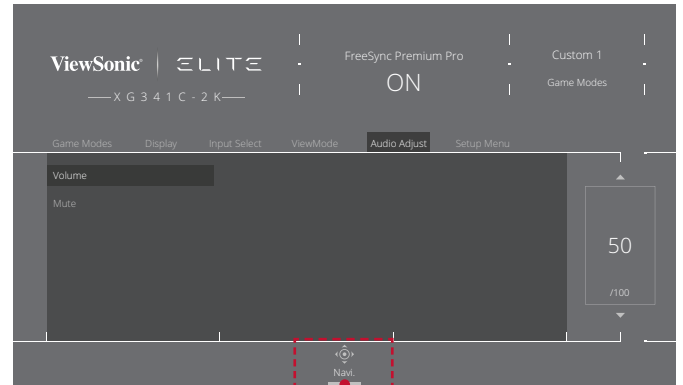 ViewSonic® ELITE
XG341C-2K
FreeSync Premium Pro
ON
Custom 1
Game Modes
Game Modes Display Input Select ViewMode Audio Adjust Setup Menu
Volume
Mute
50
/100
Navi.